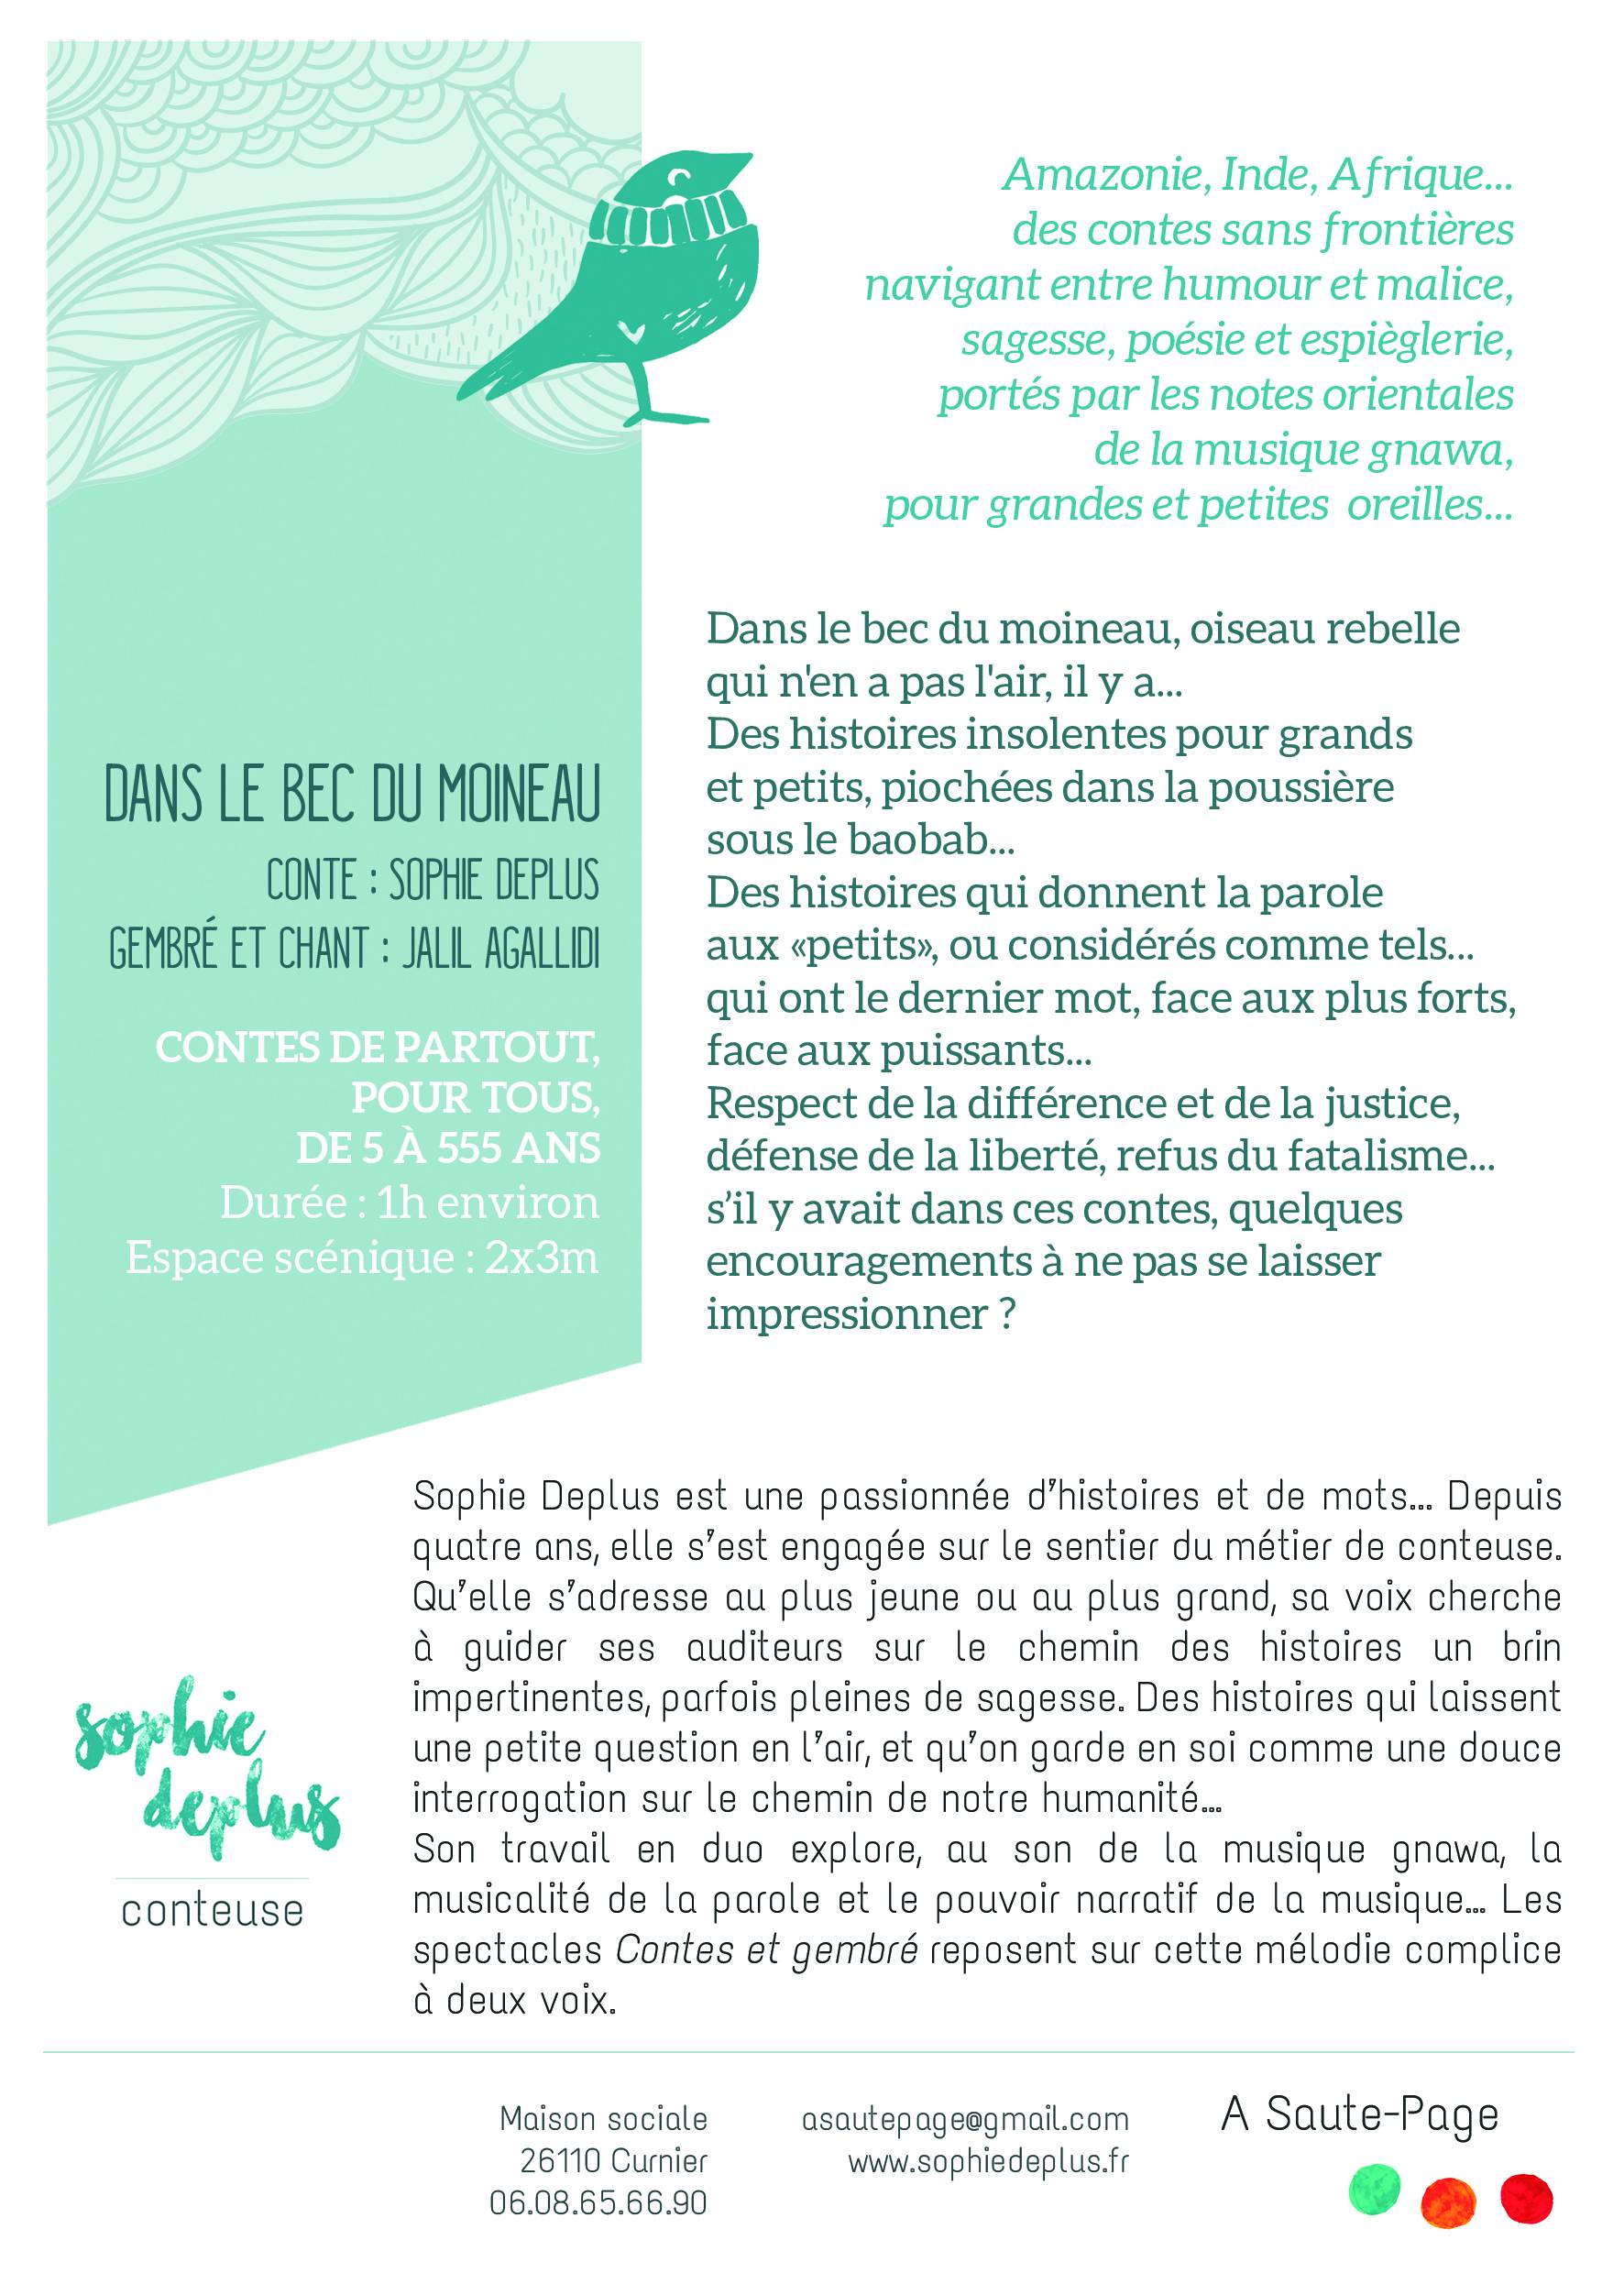 Amazonie, Inde, Afrique...
des contes sans frontières
navigant entre humour et malice,
sagesse, poésie et espièglerie,
portés par les notes orientales
de la musique gnawa,
pour grandes et petites oreilles...
DANS LE BEC DU MOINEAU
CONTE : SOPHIE DEPLUS
GEMBRÉ ET CHANT : JALIL AGALLIDI
CONTES DE PARTOUT,
POUR TOUS,
DE 5 À 555 ANS
Durée : 1h environ
Espace scénique : 2x3m
Dans le bec du moineau, oiseau rebelle
qui n'en a pas l'air, il y a...
Des histoires insolentes pour grands
et petits, piochées dans la poussière
sous le baobab...
Des histoires qui donnent la parole
aux «petits», ou considérés comme tels...
qui ont le dernier mot, face aux plus forts,
face aux puissants...
Respect de la différence et de la justice,
défense de la liberté, refus du fatalisme...
s’il y avait dans ces contes, quelques
encouragements à ne pas se laisser
impressionner ?
Sophie Deplus est une passionnée d’histoires et de mots... Depuis
quatre ans, elle s’est engagée sur le sentier du métier de conteuse.
Qu’elle s’adresse au plus jeune ou au plus grand, sa voix cherche
à guider ses auditeurs sur le chemin des histoires un brin
impertinentes, parfois pleines de sagesse. Des histoires qui laissent
une petite question en l’air, et qu’on garde en soi comme une douce
interrogation sur le chemin de notre humanité...
Son travail en duo explore, au son de la musique gnawa, la
musicalité de la parole et le pouvoir narratif de la musique... Les
spectacles Contes et gembré reposent sur cette mélodie complice
à deux voix.
sophie
deplus
conteuse
Maison sociale
26110 Curnier
06.08.65.66.90
asautepage@gmail.com
www.sophiedeplus.fr
A Saute-Page